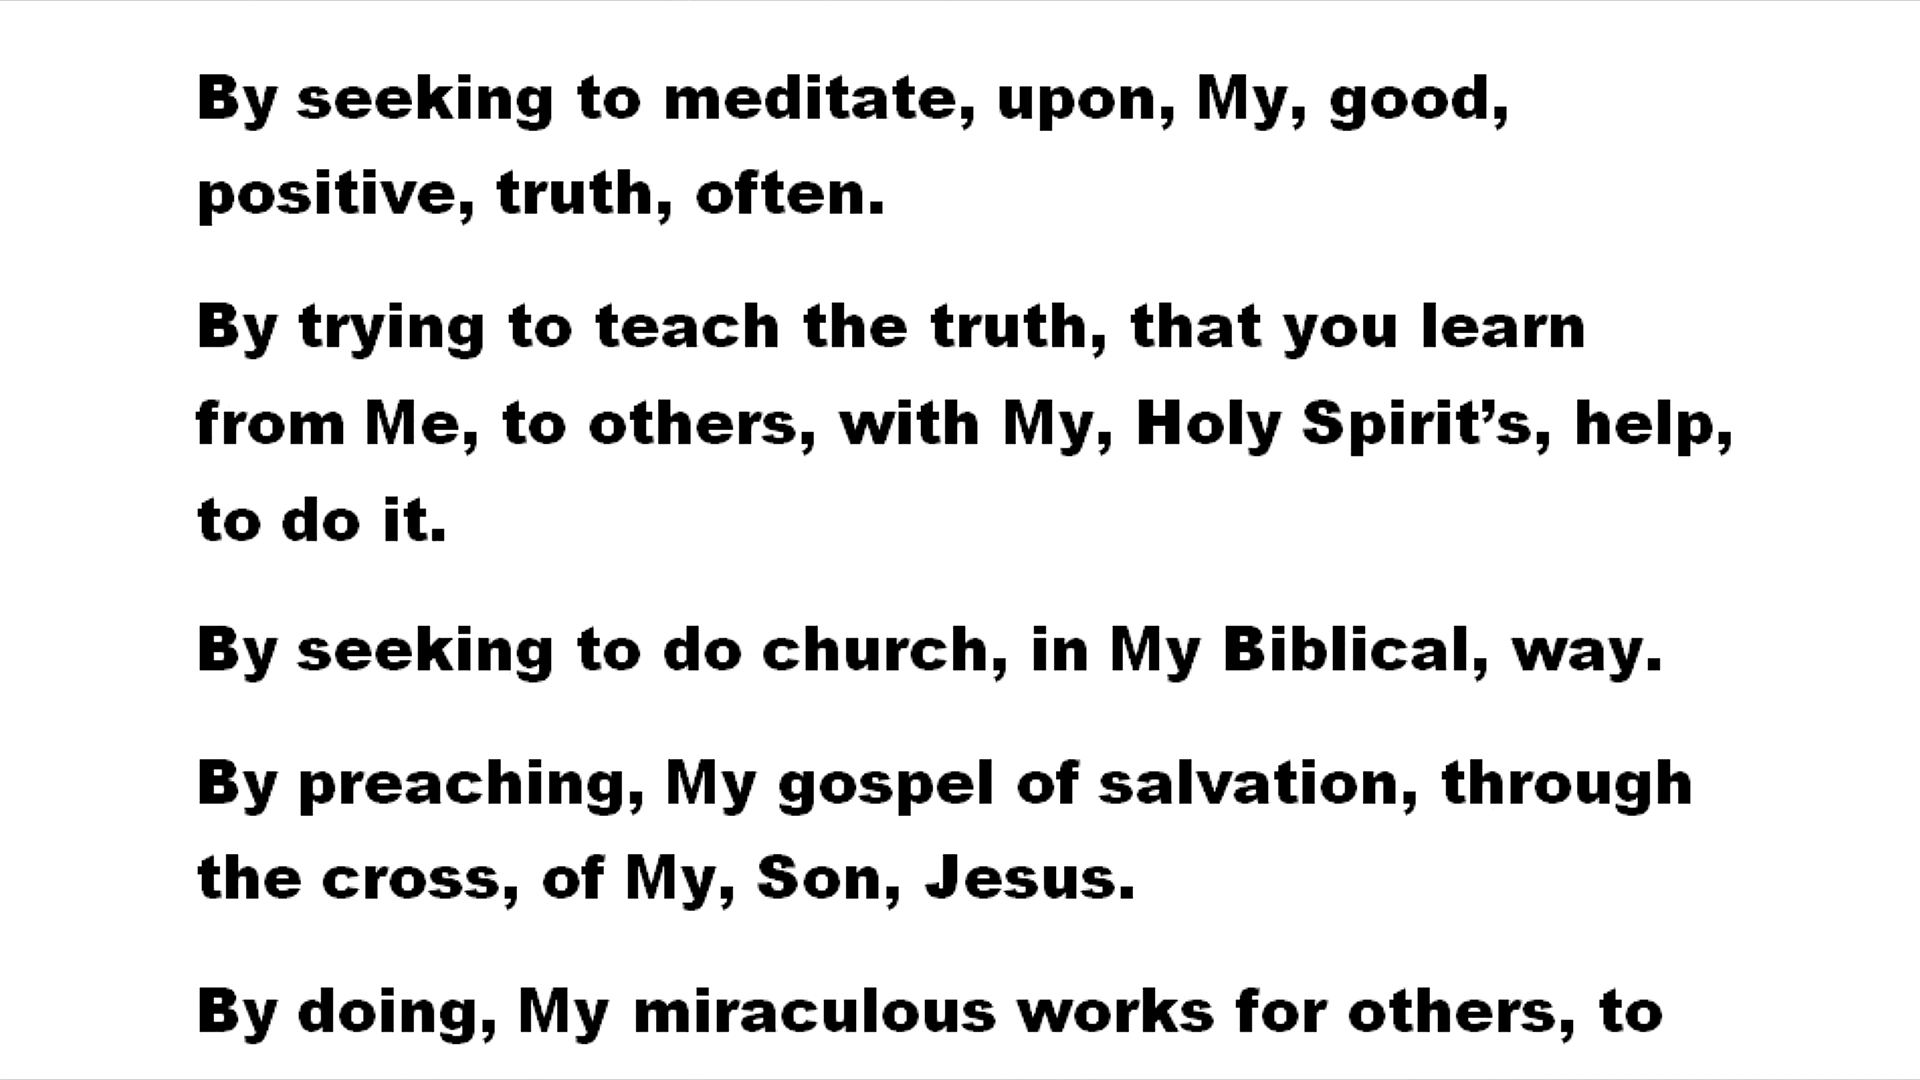 By seeking to meditate, upon, My, good,
positive, truth, often.
By trying to teach the truth, that you learn
from Me, to others, with My, Holy Spirit’s, help,
to do it.
By seeking to do church, in My Biblical, way.
By preaching, My gospel of salvation, through
the cross, of My, Son, Jesus.
By doing, My miraculous works for others, to